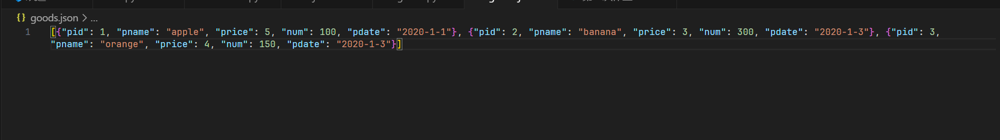 {} goods.json > ...
1 [{"pid": 1, "pname": "apple", "price": 5, "num": 100, "pdate": "2020-1-1"}, {"pid": 2, "pname": "banana", "price": 3, "num": 300, "pdate": "2020-1-3"}, {"pid": 3,
"pname": "orange", "price": 4, "num": 150, "pdate": "2020-1-3"}]